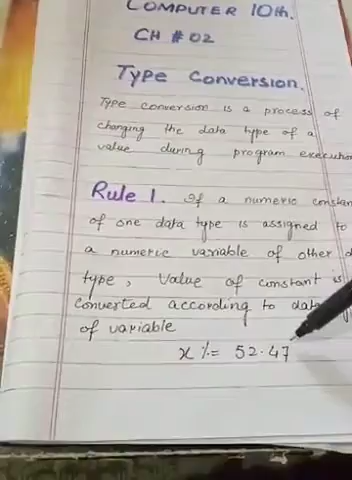 COMPUTER 10th.
CH # 02
Type Conversion.
Type conversion is a process of
changing the data type of a
value during program execution
Rule 1. If a numeric constan
of one data type is assigned to
a numeric variable of other d
type, Value of constant is
converted according to data
of variable
x %= 52.47